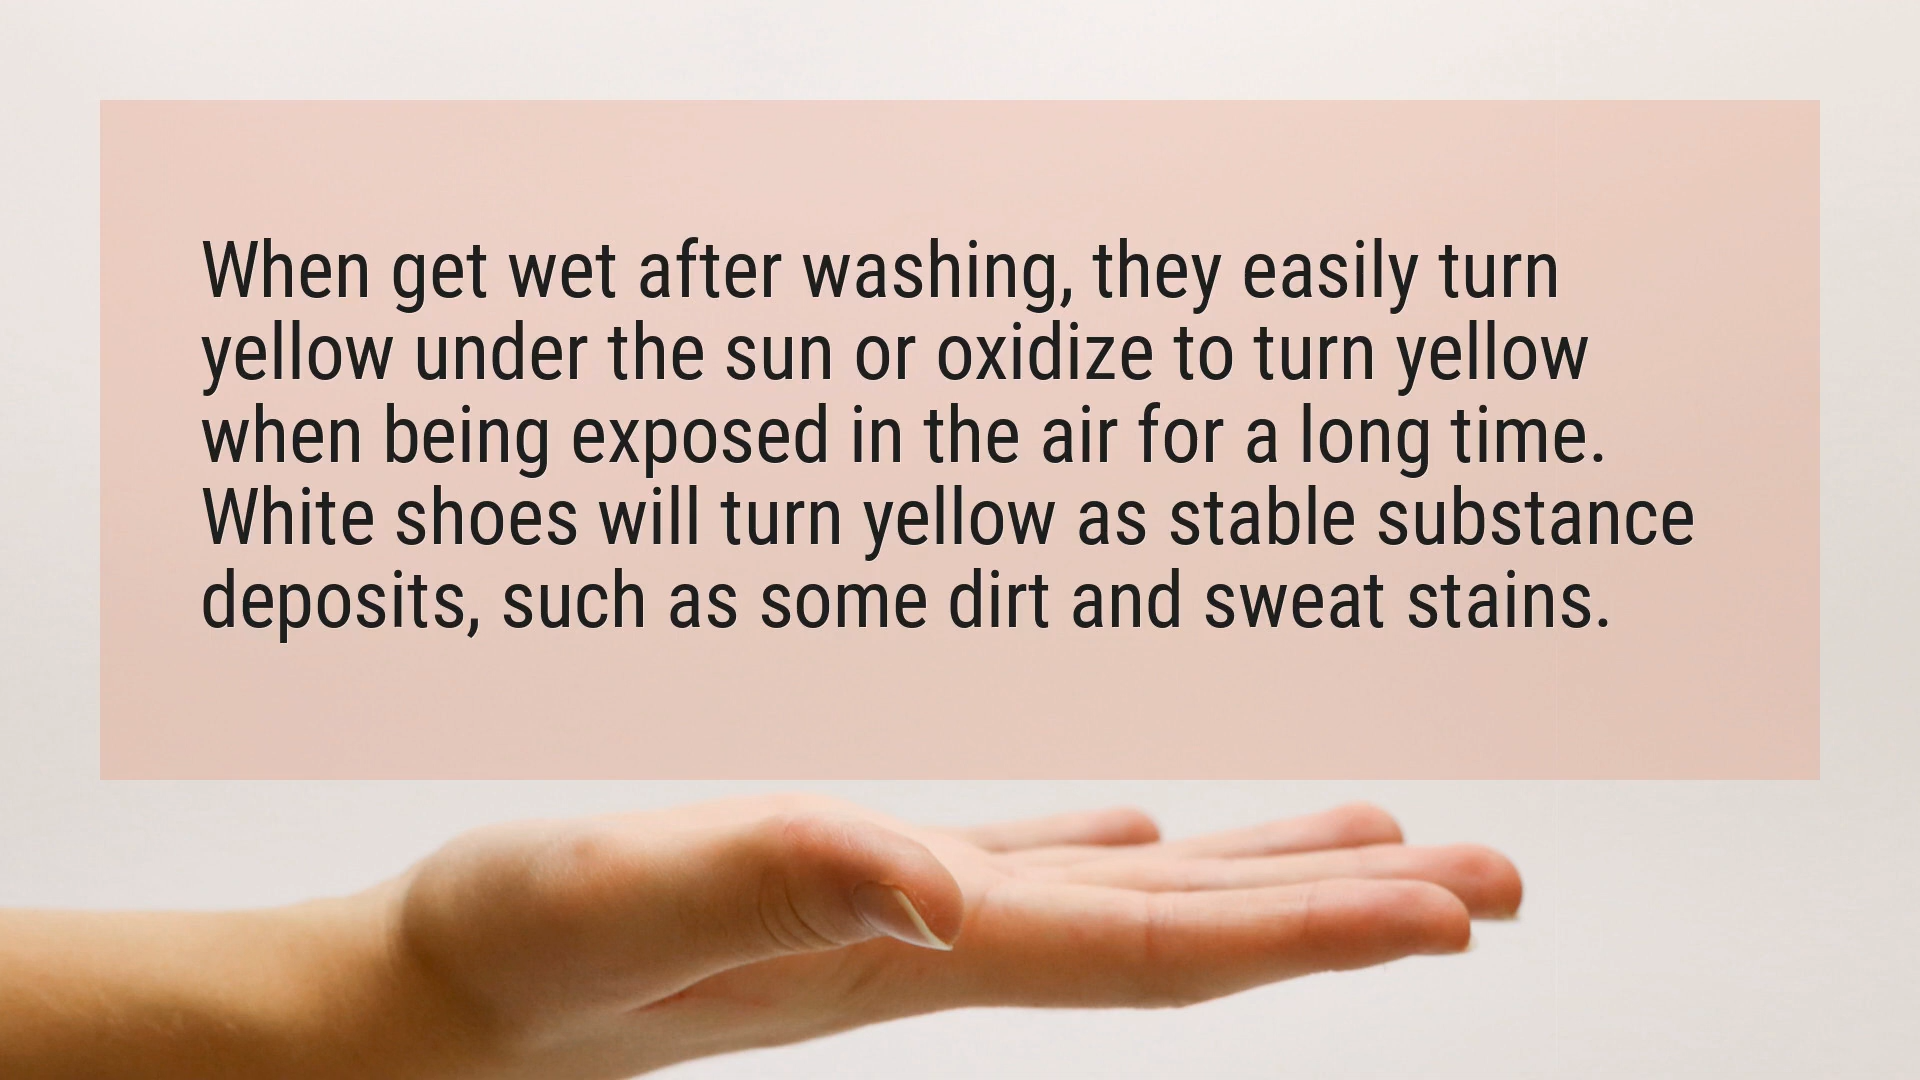 When get wet after washing, they easily turn
yellow under the sun or oxidize to turn yellow
when being exposed in the air for a long time.
White shoes will turn yellow as stable substance
deposits, such as some dirt and sweat stains.